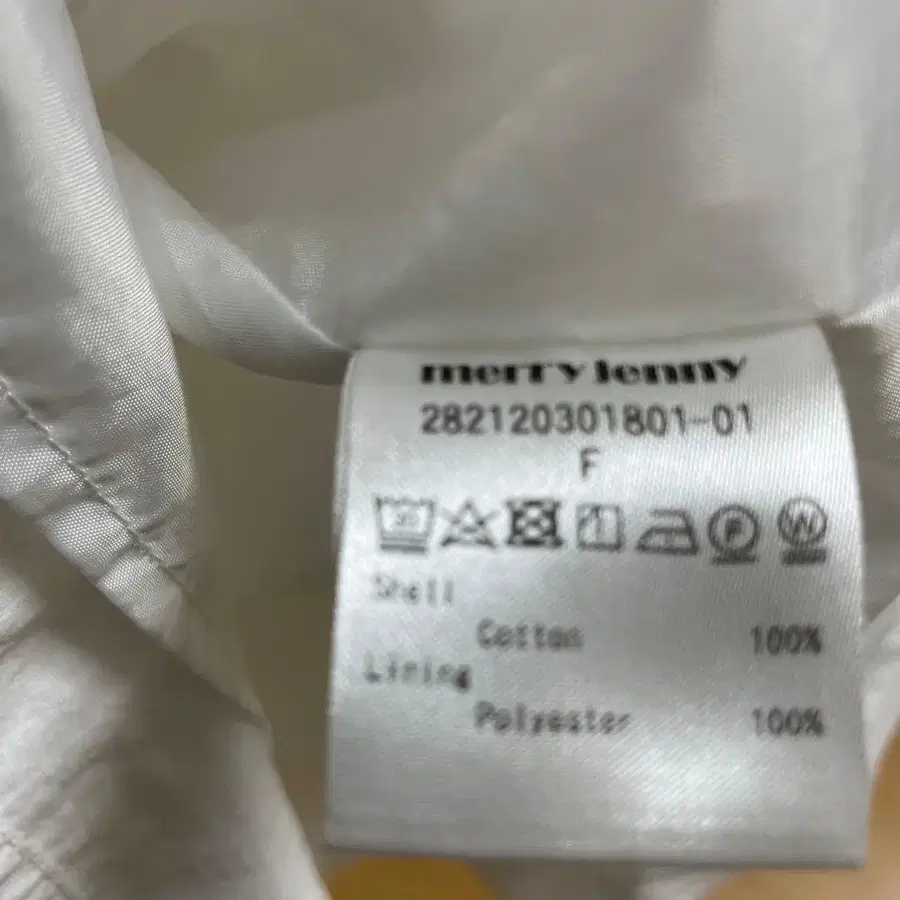 merry jenny
282120301801-01
F
Shell
Cotton 100%
Lining
Polyester 100%